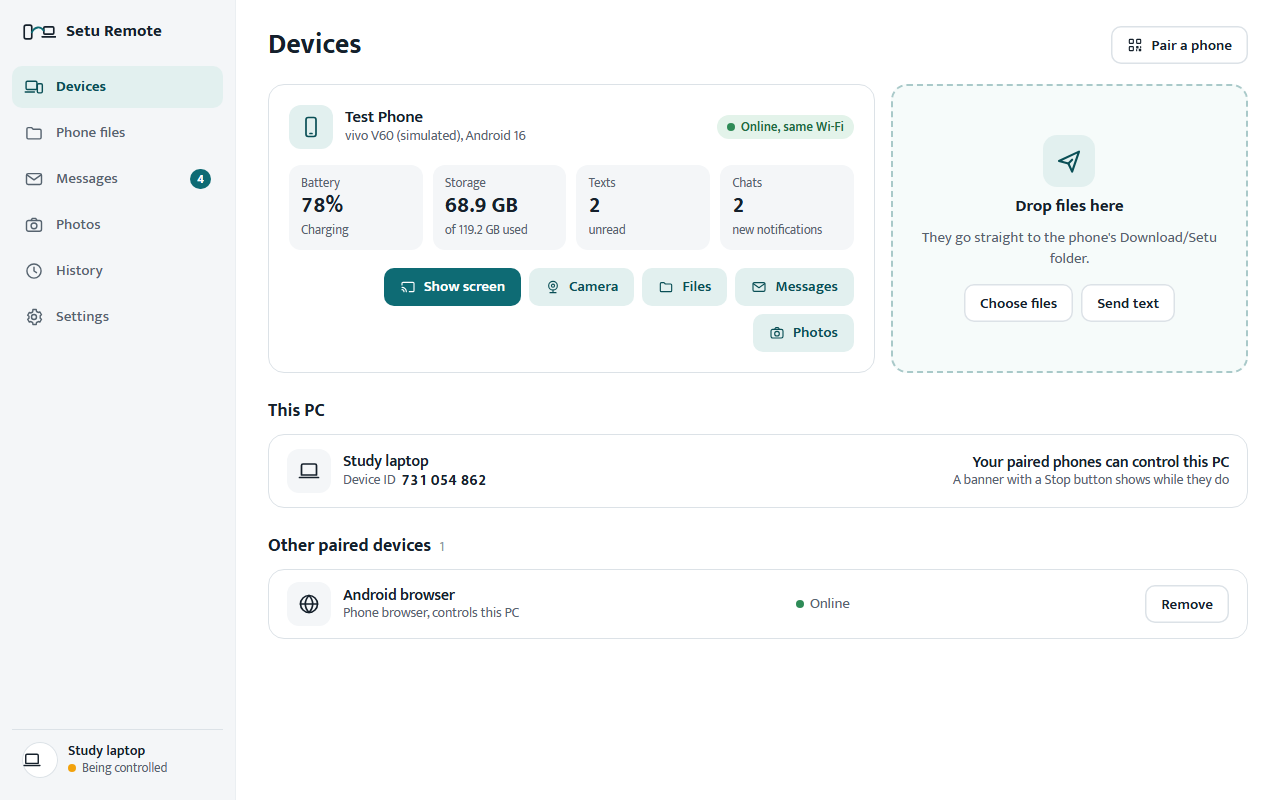 Setu Remote
Devices
Phone files
Messages
4
Photos
History
Settings
Study laptop
Being controlled
Devices
Pair a phone
Test Phone
vivo V60 (simulated), Android 16
Online, same Wi-Fi
Battery
78%
Charging
Storage
68.9 GB
of 119.2 GB used
Texts
2
unread
Chats
2
new notifications
Show screen
Camera
Files
Messages
Photos
Drop files here
They go straight to the phone's Download/Setu
folder.
Choose files
Send text
This PC
Study laptop
Device ID 731 054 862
Your paired phones can control this PC
A banner with a Stop button shows while they do
Other paired devices 1
Android browser
Phone browser, controls this PC
Online
Remove